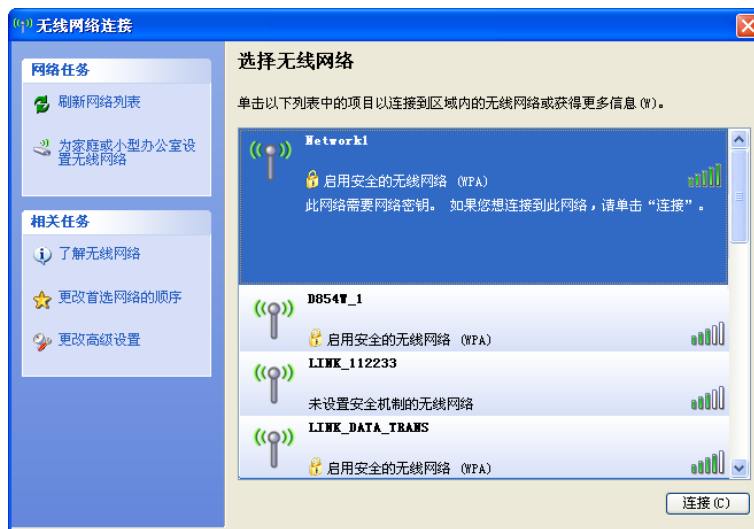 无线网络连接
网络任务
刷新网络列表
为家庭或小型办公室设
置无线网络
相关任务
了解无线网络
更改首选网络的顺序
更改高级设置
选择无线网络
单击以下列表中的项目以连接到区域内的无线网络或获得更多信息(W)。
Network1
启用安全的无线网络 (WPA)
此网络需要网络密钥。 如果您想连接到此网络，请单击“连接”。
D854W_1
启用安全的无线网络 (WPA)
LINK_112233
未设置安全机制的无线网络
LINK_DATA_TRANS
启用安全的无线网络 (WPA)
连接(C)